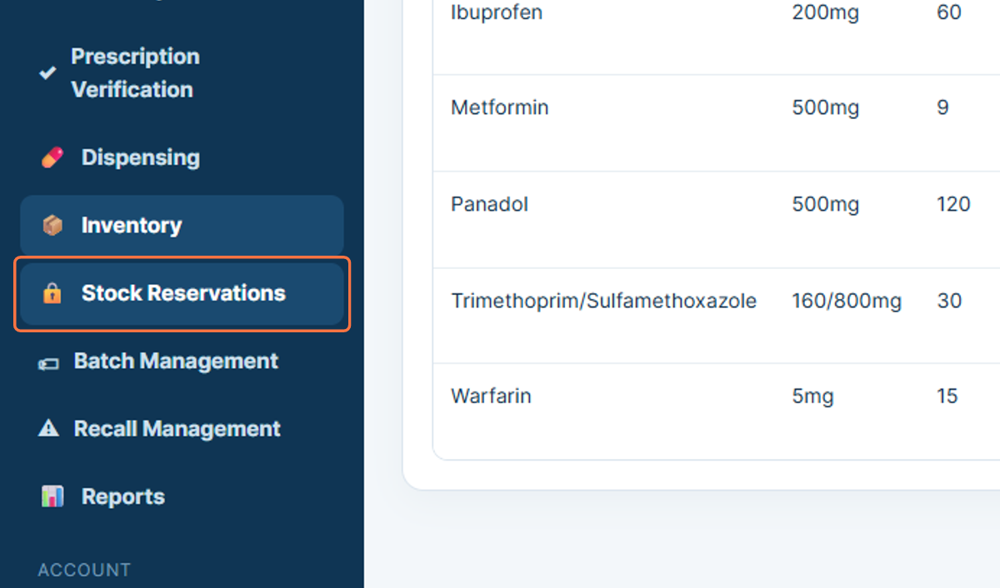 Prescription
Verification
Dispensing
Inventory
Stock Reservations
Batch Management
Recall Management
Reports
ACCOUNT
Ibuprofen 200mg 60
Metformin 500mg 9
Panadol 500mg 120
Trimethoprim/Sulfamethoxazole 160/800mg 30
Warfarin 5mg 15